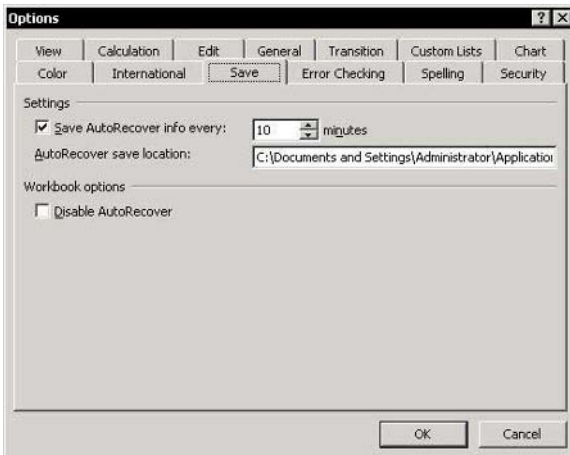 Options
View Calculation Edit General Transition Custom Lists Chart
Color International Save Error Checking Spelling Security
Settings
Save AutoRecover info every: 10 minutes
AutoRecover save location: C:\Documents and Settings\Administrator\Application
Workbook options
Disable AutoRecover
OK Cancel